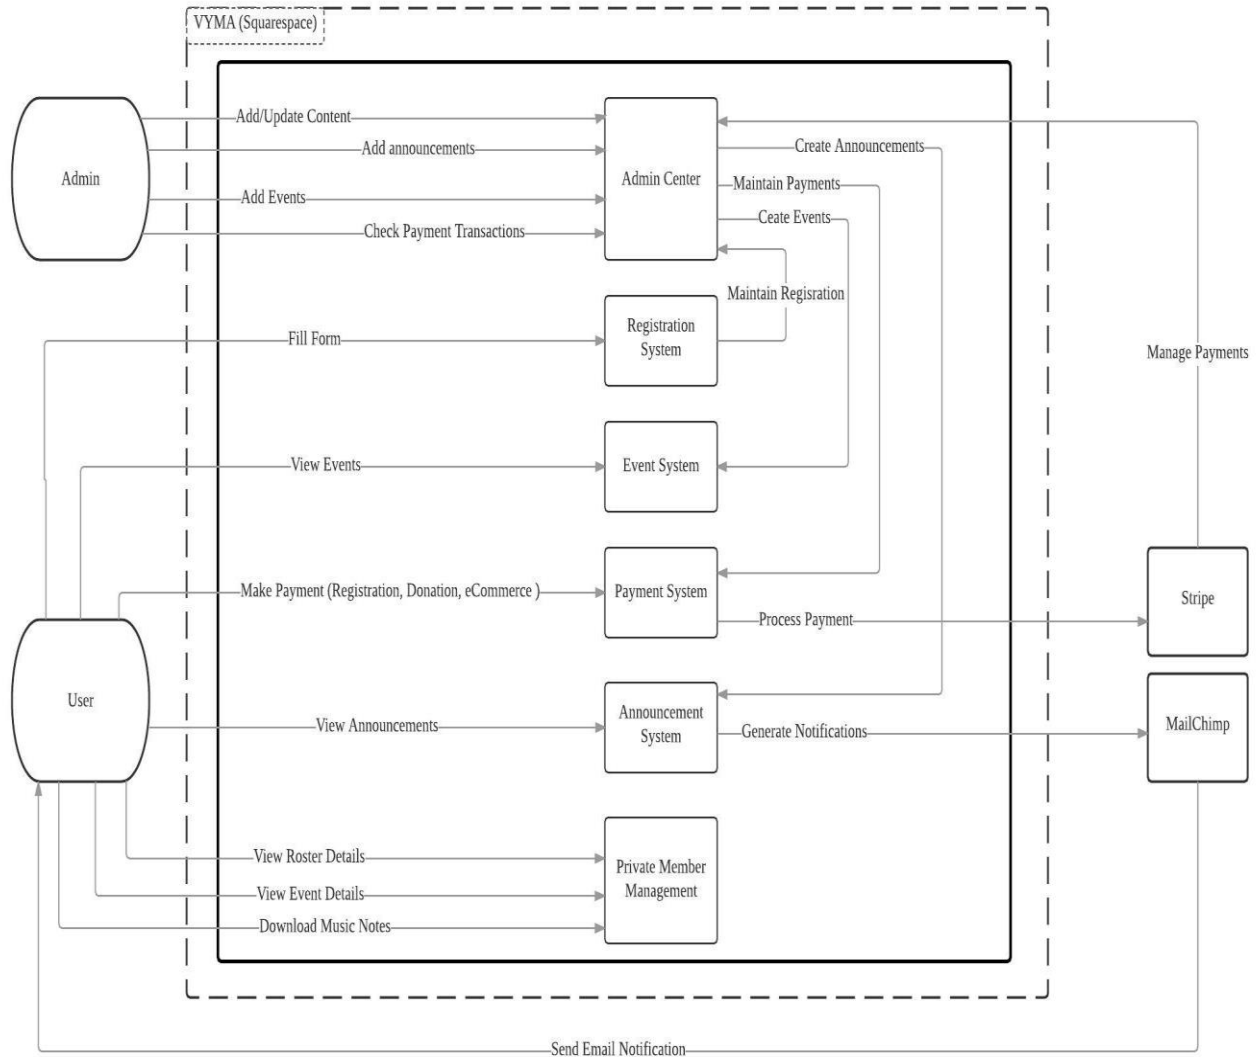 VYMA (Squarespace)
Add/Update Content
Add announcements
Admin
Add Events
Check Payment Transactions
Admin Center
Create Announcements
Maintain Payments
Ceate Events
Maintain Regisration
Fill Form
Registration
System
Manage Payments
View Events
Event System
Make Payment (Registration, Donation, eCommerce )
Payment System
Process Payment
Stripe
User
View Announcements
Announcement
System
Generate Notifications
MailChimp
View Roster Details
View Event Details
Download Music Notes
Private Member
Management
Send Email Notification